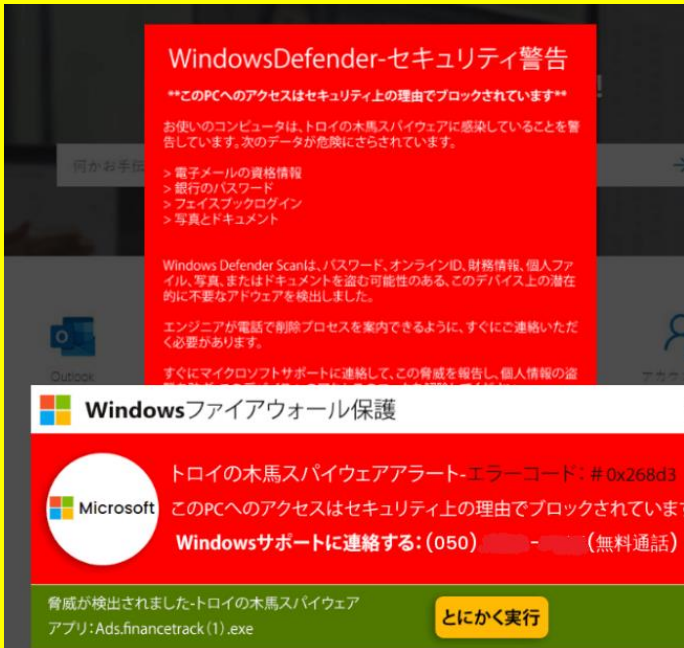 WindowsDefender-セキュリティ警告
!
**このPCへのアクセスはセキュリティ上の理由でブロックされています**
お使いのコンピュータは、トロイの木馬スパイウェアに感染していることを警
告しています。次のデータが危険にさらされています。
何かお手伝
> 電子メールの資格情報
> 銀行のパスワード
> フェイスブックログイン
> 写真とドキュメント
Windows Defender Scanは、パスワード、オンラインID、財務情報、個人ファ
イル、写真、またはドキュメントを盗む可能性のある、このデバイス上の潜在
的に不要なアドウェアを検出しました。
エンジニアが電話で削除プロセスを案内できるように、すぐにご連絡いただ
く必要があります。
Outlook
すぐにマイクロソフトサポートに連絡して、この脅威を報告し、個人情報の盗
Windowsファイアウォール保護
Microsoft
トロイの木馬スパイウェアアラート-エラーコード:#0x268d3
このPCへのアクセスはセキュリティ上の理由でブロックされています
Windowsサポートに連絡する:(050) - (無料通話)
脅威が検出されました-トロイの木馬スパイウェア
アプリ:Ads.financetrack(1).exe
とにかく実行